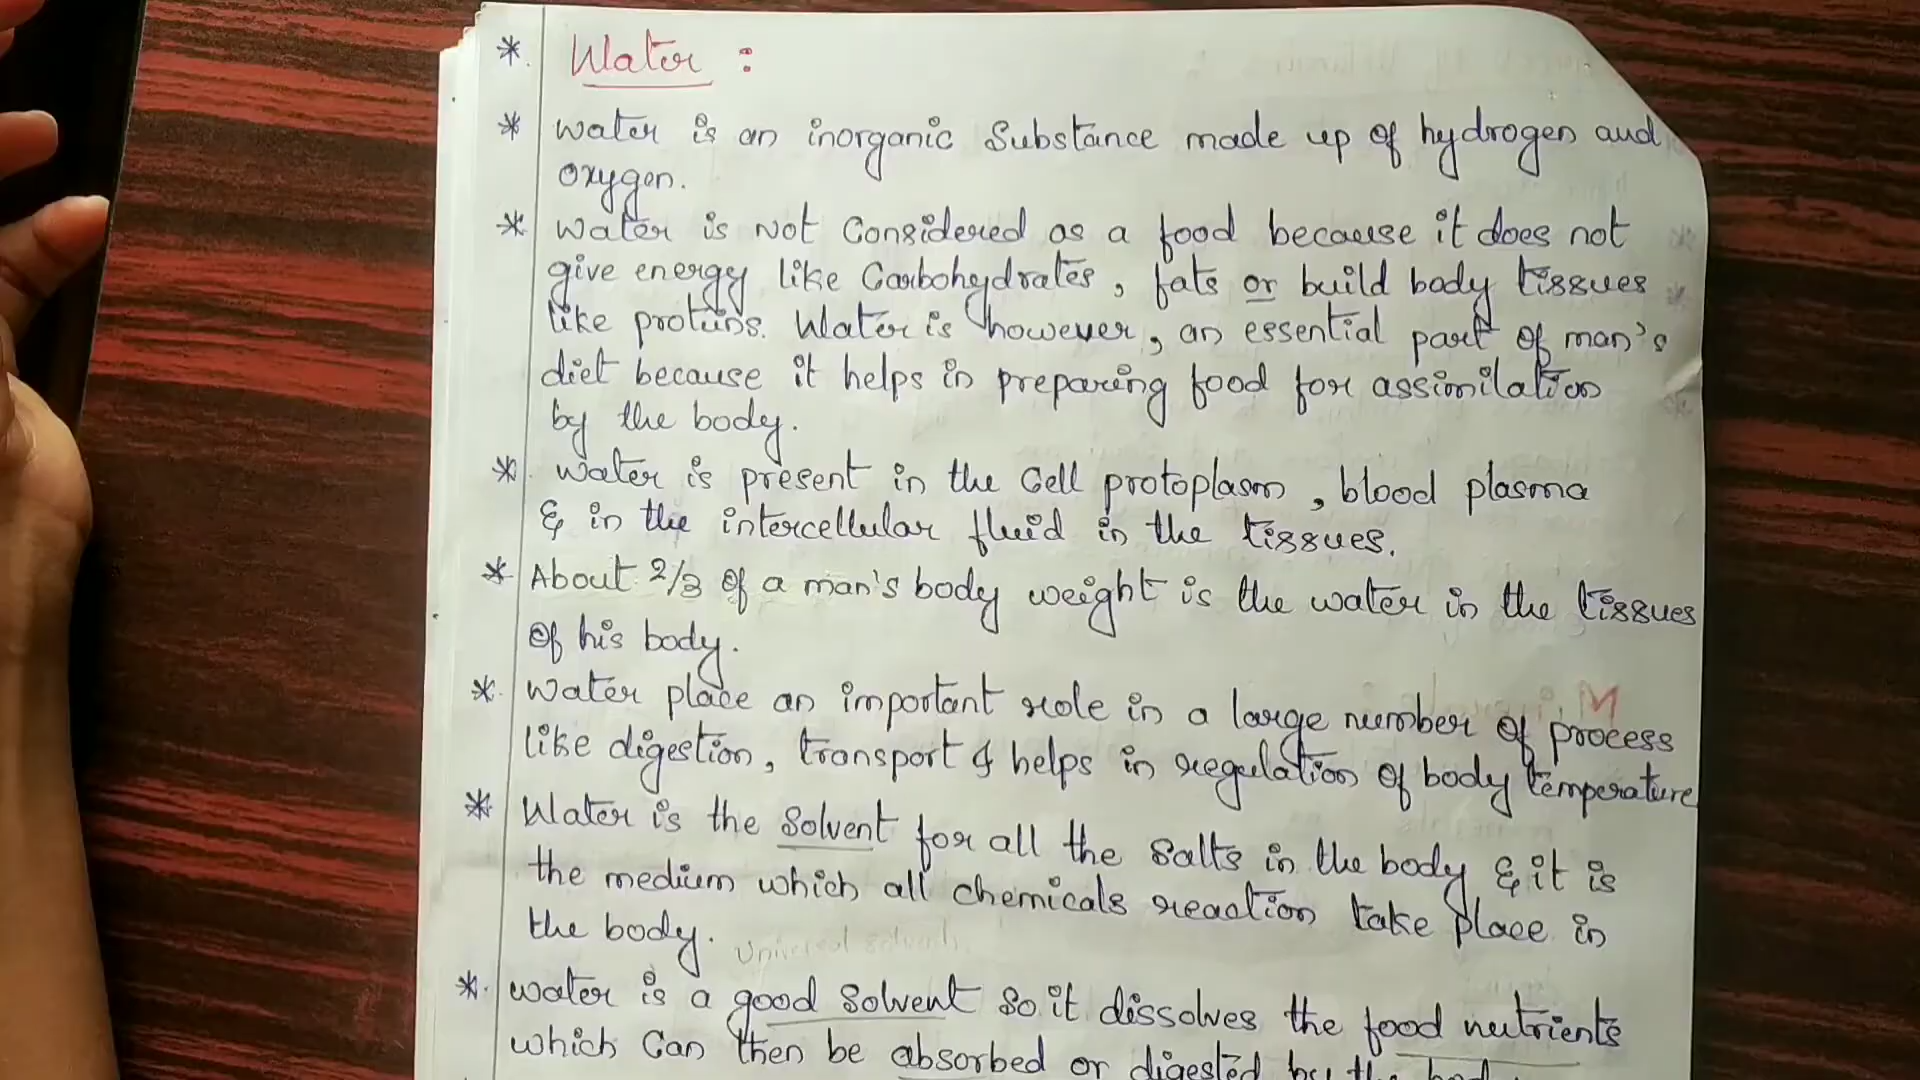 * Water :
* water is an inorganic Substance made up of hydrogen and
oxygen.
* water is not Considered as a food because it does not
give energy like Carbohydrates, fats or build body tissues
like protiens. Water is however, an essential part of man's
diet because it helps in preparing food for assimilation
by the body.
* water is present in the Cell protoplasm, blood plasma
& in the intercellular fluid in the tissues.
* About 2/3 of a man's body weight is the water in the tissues
of his body.
* water place an important role in a large number of process
like digestion, transport & helps in regulation of body temperature
* Water is the Solvent for all the Salts in the body & it is
the medium which all chemicals reaction take place in
the body. Universal solvent
* water is a good Solvent So it dissolves the food nutrients
which Can then be absorbed or digested by the body